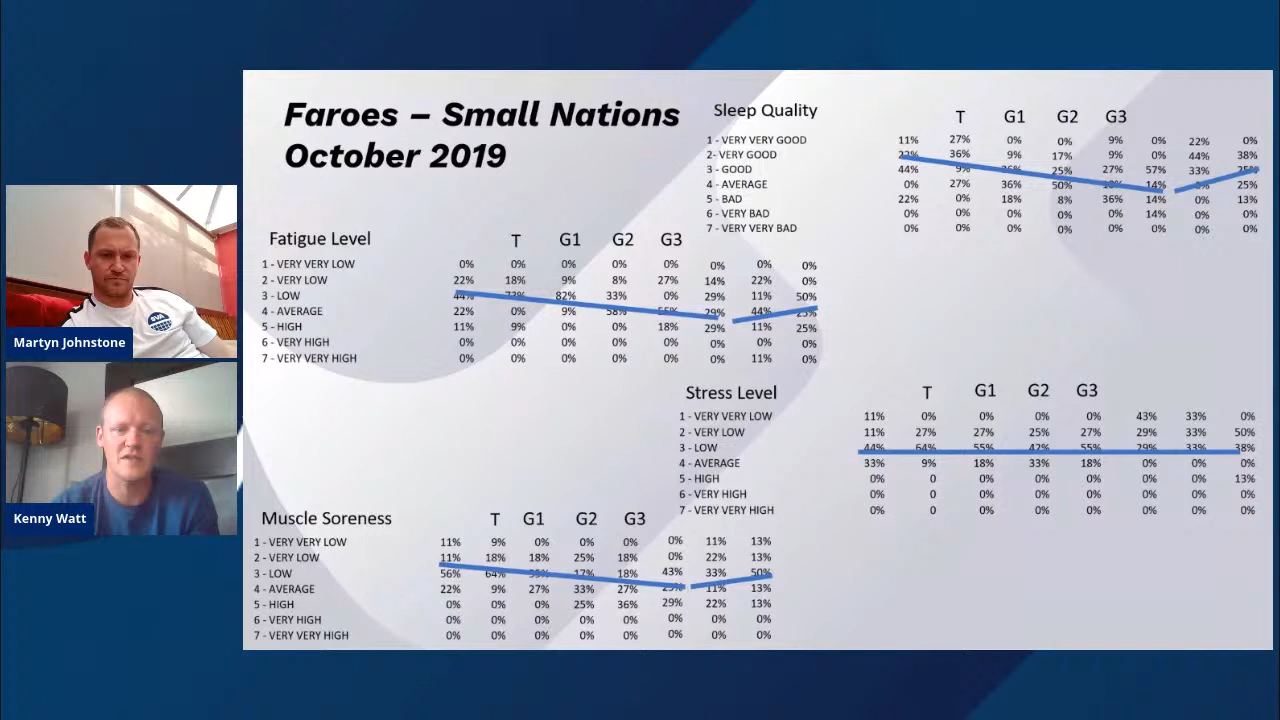 Faroes – Small Nations
October 2019
Sleep Quality T G1 G2 G3
1 - VERY VERY GOOD 11% 27% 0% 0% 9% 0% 22% 0%
2- VERY GOOD 36% 9% 17% 9% 0% 44% 38%
3 - GOOD 44% 9% 25% 27% 57% 33% 25%
4 - AVERAGE 0% 27% 36% 50% 14% 25%
5 - BAD 22% 0% 18% 8% 36% 14% 0% 13%
6 - VERY BAD 0% 0% 0% 0% 0% 14% 0% 0%
7 - VERY VERY BAD 0% 0% 0% 0% 0% 0% 0% 0%
Fatigue Level T G1 G2 G3
1 - VERY VERY LOW 0% 0% 0% 0% 0% 0% 0% 0%
2 - VERY LOW 22% 18% 9% 8% 27% 14% 22% 0%
3 - LOW 44% 73% 82% 33% 0% 29% 11% 50%
4 - AVERAGE 22% 0% 9% 58% 55% 29% 44% 25%
5 - HIGH 11% 9% 0% 0% 18% 29% 11% 25%
6 - VERY HIGH 0% 0% 0% 0% 0% 0% 0% 0%
7 - VERY VERY HIGH 0% 0% 0% 0% 0% 0% 11% 0%
Martyn Johnstone
Stress Level T G1 G2 G3
1 - VERY VERY LOW 11% 0% 0% 0% 0% 43% 33% 0%
2 - VERY LOW 11% 27% 27% 25% 27% 29% 33% 50%
3 - LOW 44% 64% 55% 42% 55% 29% 33% 38%
4 - AVERAGE 33% 9% 18% 33% 18% 0% 0% 0%
5 - HIGH 0% 0 0% 0% 0% 0% 0% 13%
6 - VERY HIGH 0% 0 0% 0% 0% 0% 0% 0%
7 - VERY VERY HIGH 0% 0 0% 0% 0% 0% 0% 0%
Kenny Watt
Muscle Soreness T G1 G2 G3
1 - VERY VERY LOW 11% 9% 0% 0% 0% 0% 11% 13%
2 - VERY LOW 11% 18% 18% 25% 18% 0% 22% 13%
3 - LOW 56% 64% 17% 18% 43% 33% 50%
4 - AVERAGE 22% 9% 27% 33% 27% 11% 13%
5 - HIGH 0% 0% 0% 25% 36% 29% 22% 13%
6 - VERY HIGH 0% 0% 0% 0% 0% 0% 0% 0%
7 - VERY VERY HIGH 0% 0% 0% 0% 0% 0% 0% 0%